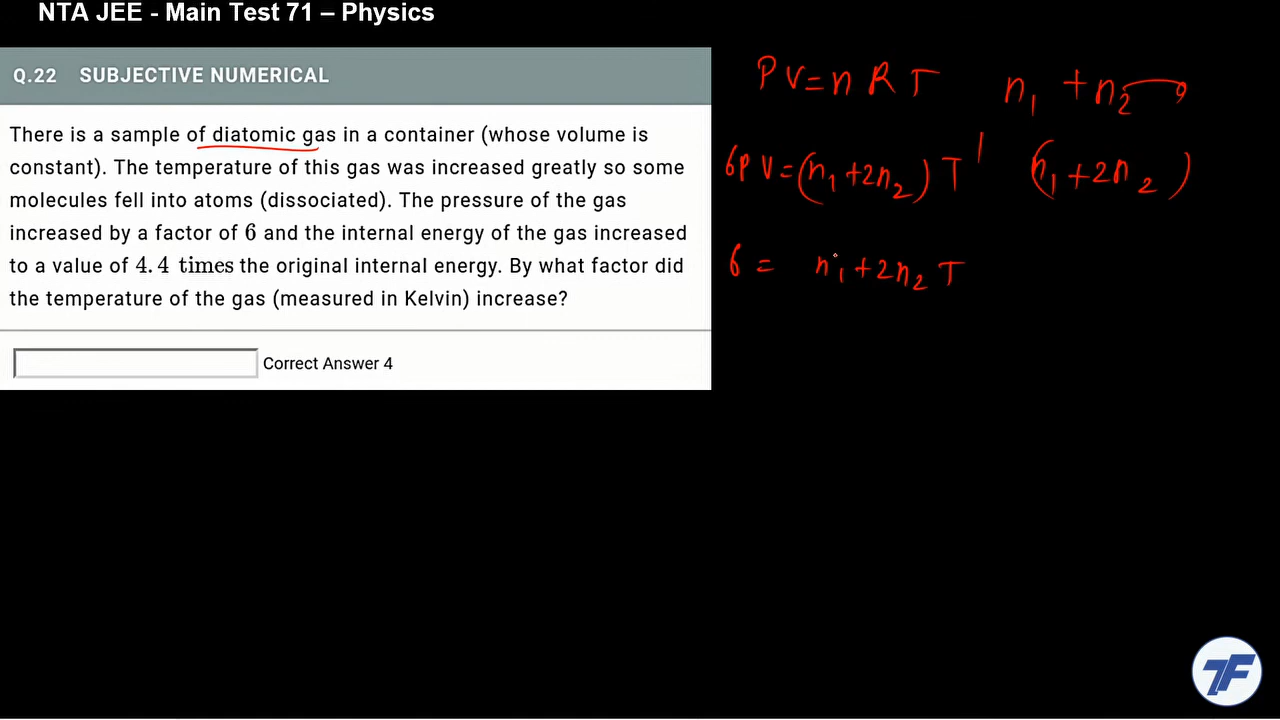 NTA JEE - Main Test 71 – Physics
Q.22 SUBJECTIVE NUMERICAL
There is a sample of diatomic gas in a container (whose volume is
constant). The temperature of this gas was increased greatly so some
molecules fell into atoms (dissociated). The pressure of the gas
increased by a factor of 6 and the internal energy of the gas increased
to a value of 4.4 times the original internal energy. By what factor did
the temperature of the gas (measured in Kelvin) increase?
Correct Answer 4
PV=nRT n₁+n₂
6PV=(n₁+2n₂)T' (n₁+2n₂)
6 = n₁+2n₂T
TF